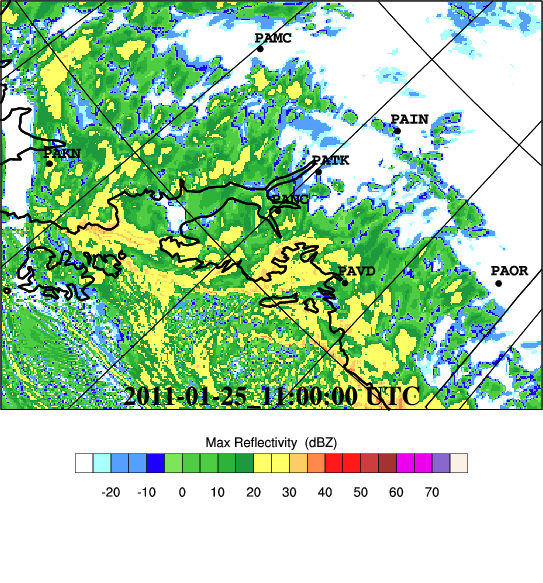 PAMC
PAIN
PAKN
PATK
PANC
PAVD
PAOR
2011-01-25_11:00:00 UTC
Max Reflectivity (dBZ)
-20 -10 0 10 20 30 40 50 60 70